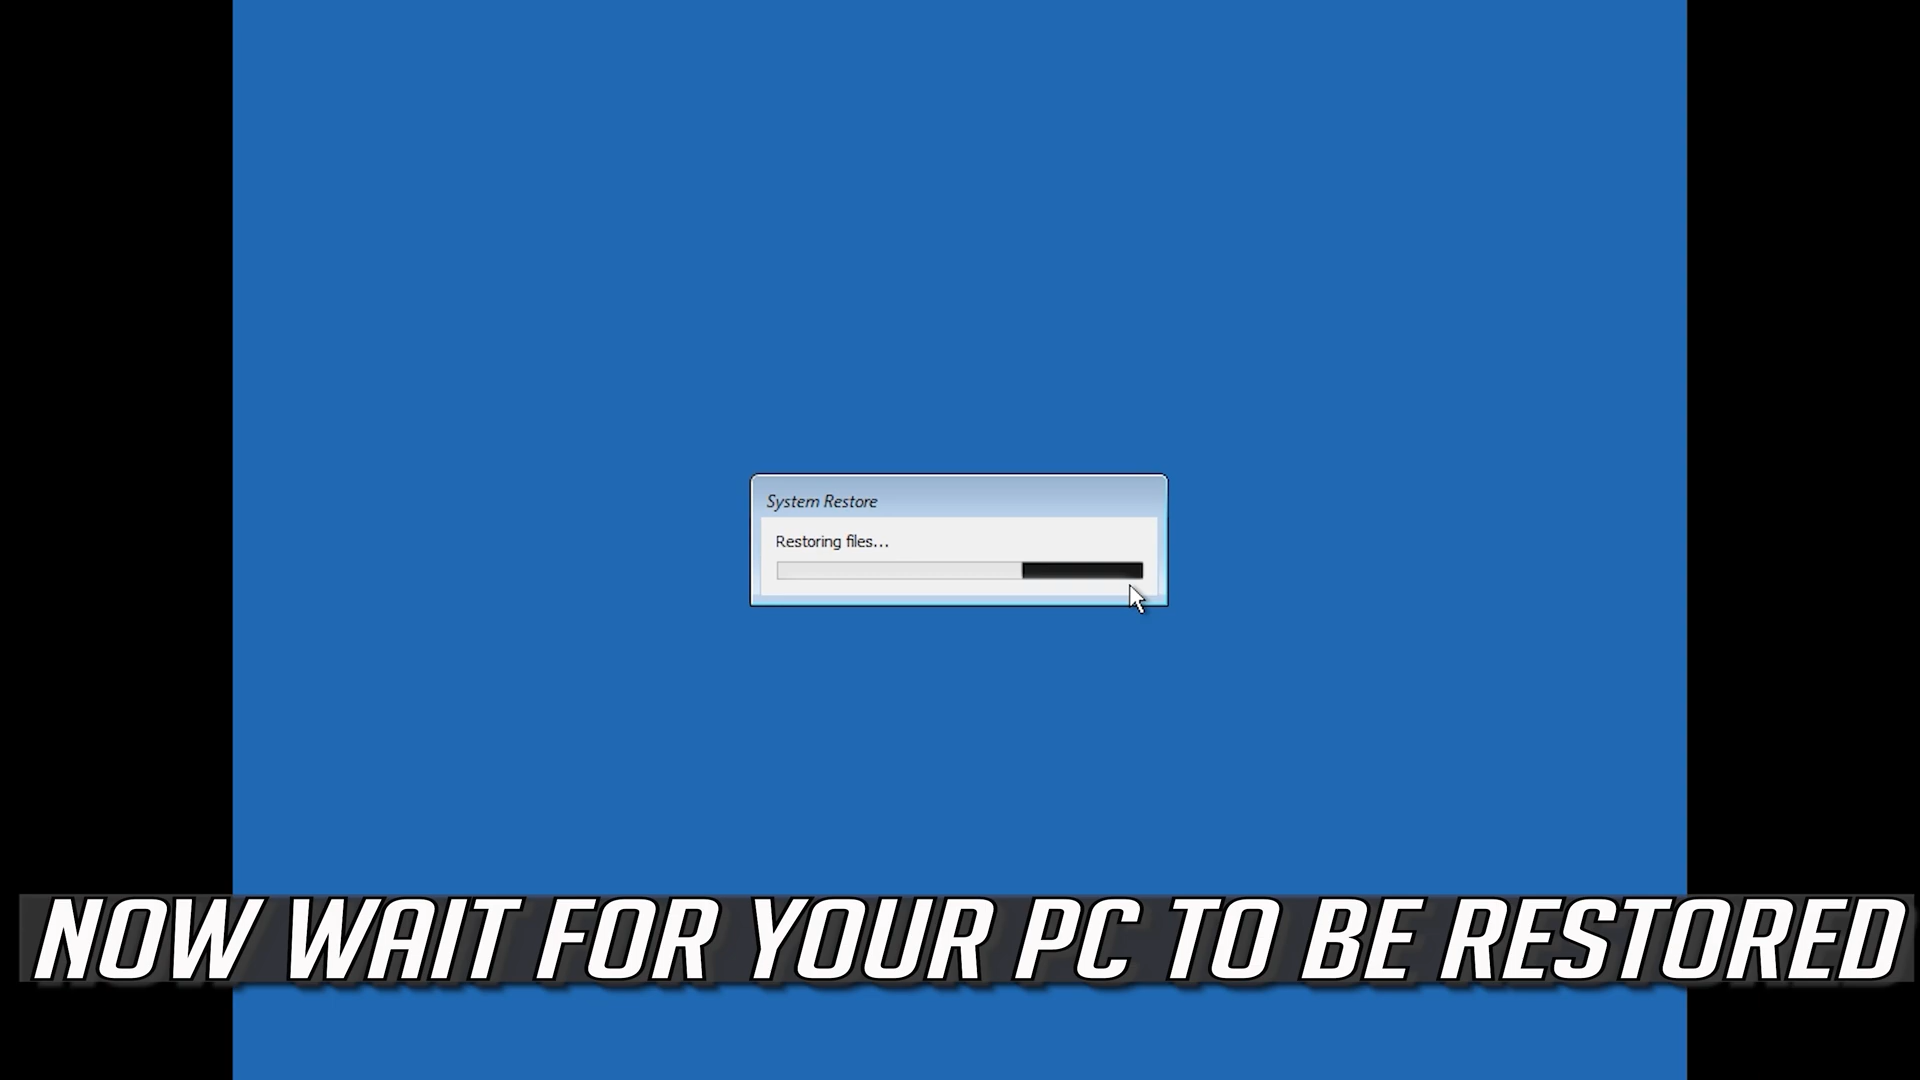 System Restore
Restoring files...
NOW WAIT FOR YOUR PC TO BE RESTORED